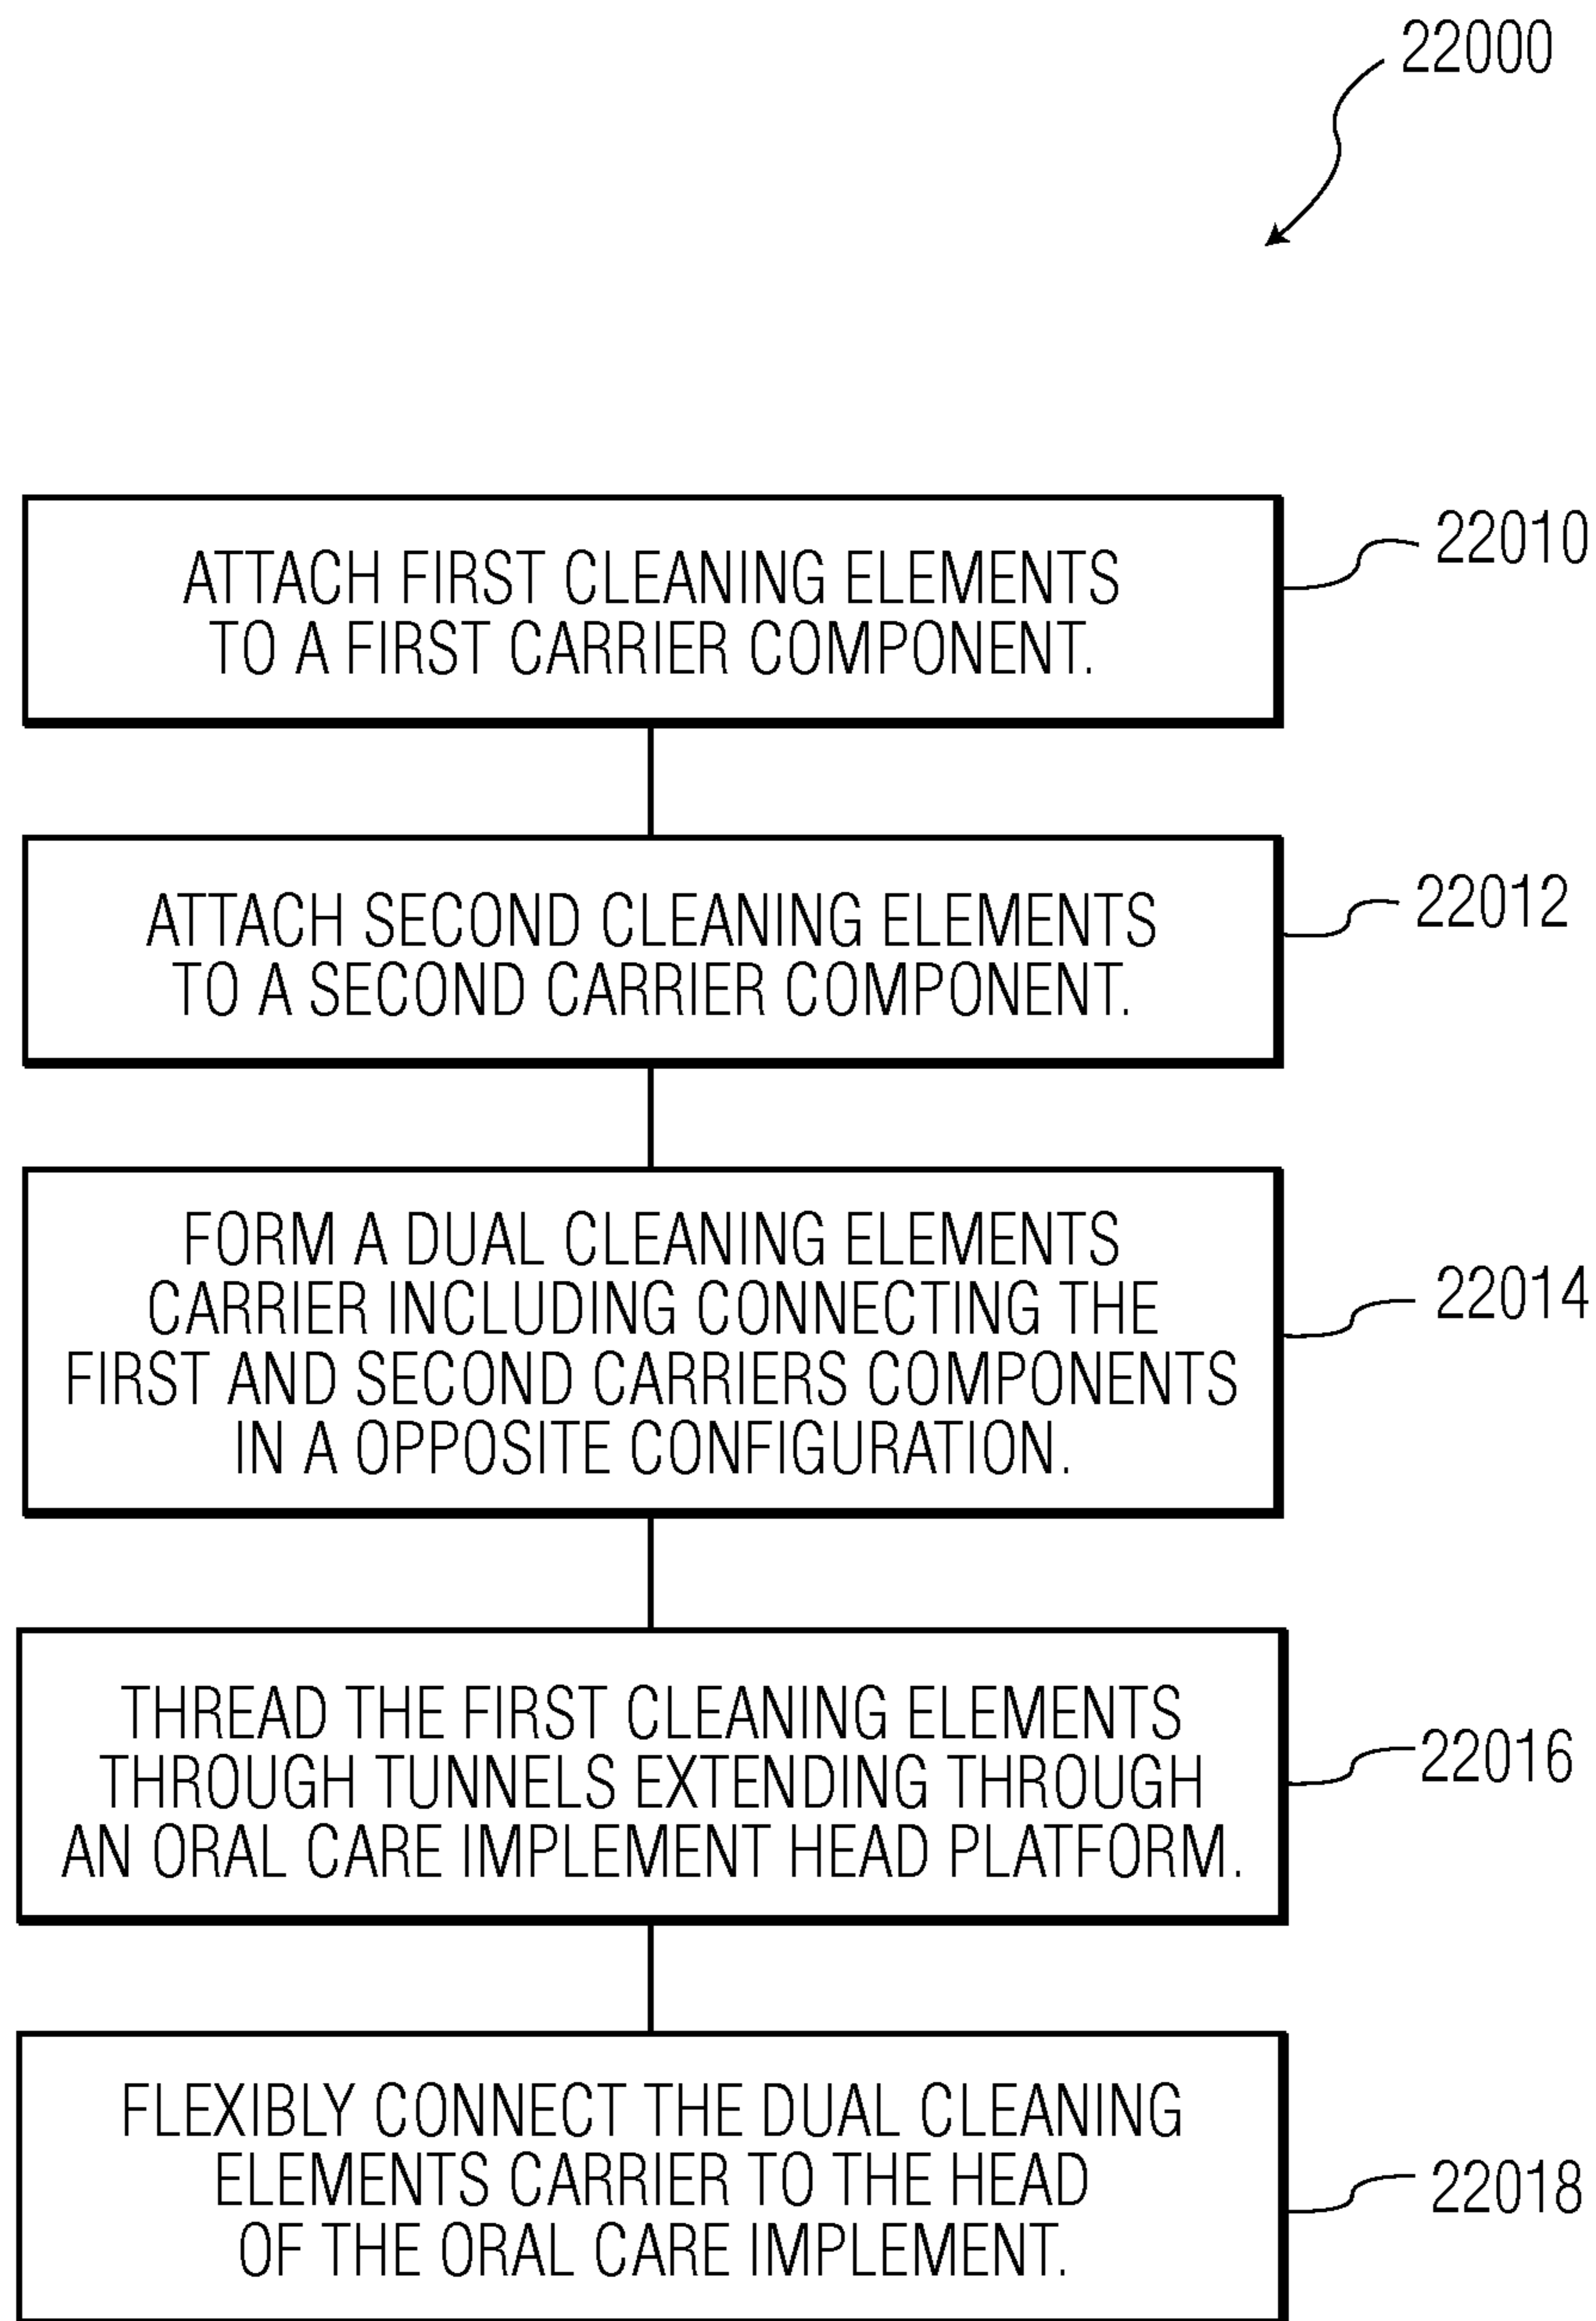 22000
ATTACH FIRST CLEANING ELEMENTS
TO A FIRST CARRIER COMPONENT.
22010
ATTACH SECOND CLEANING ELEMENTS
TO A SECOND CARRIER COMPONENT.
22012
FORM A DUAL CLEANING ELEMENTS
CARRIER INCLUDING CONNECTING THE
FIRST AND SECOND CARRIERS COMPONENTS
IN A OPPOSITE CONFIGURATION.
22014
THREAD THE FIRST CLEANING ELEMENTS
THROUGH TUNNELS EXTENDING THROUGH
AN ORAL CARE IMPLEMENT HEAD PLATFORM.
22016
FLEXIBLY CONNECT THE DUAL CLEANING
ELEMENTS CARRIER TO THE HEAD
OF THE ORAL CARE IMPLEMENT.
22018